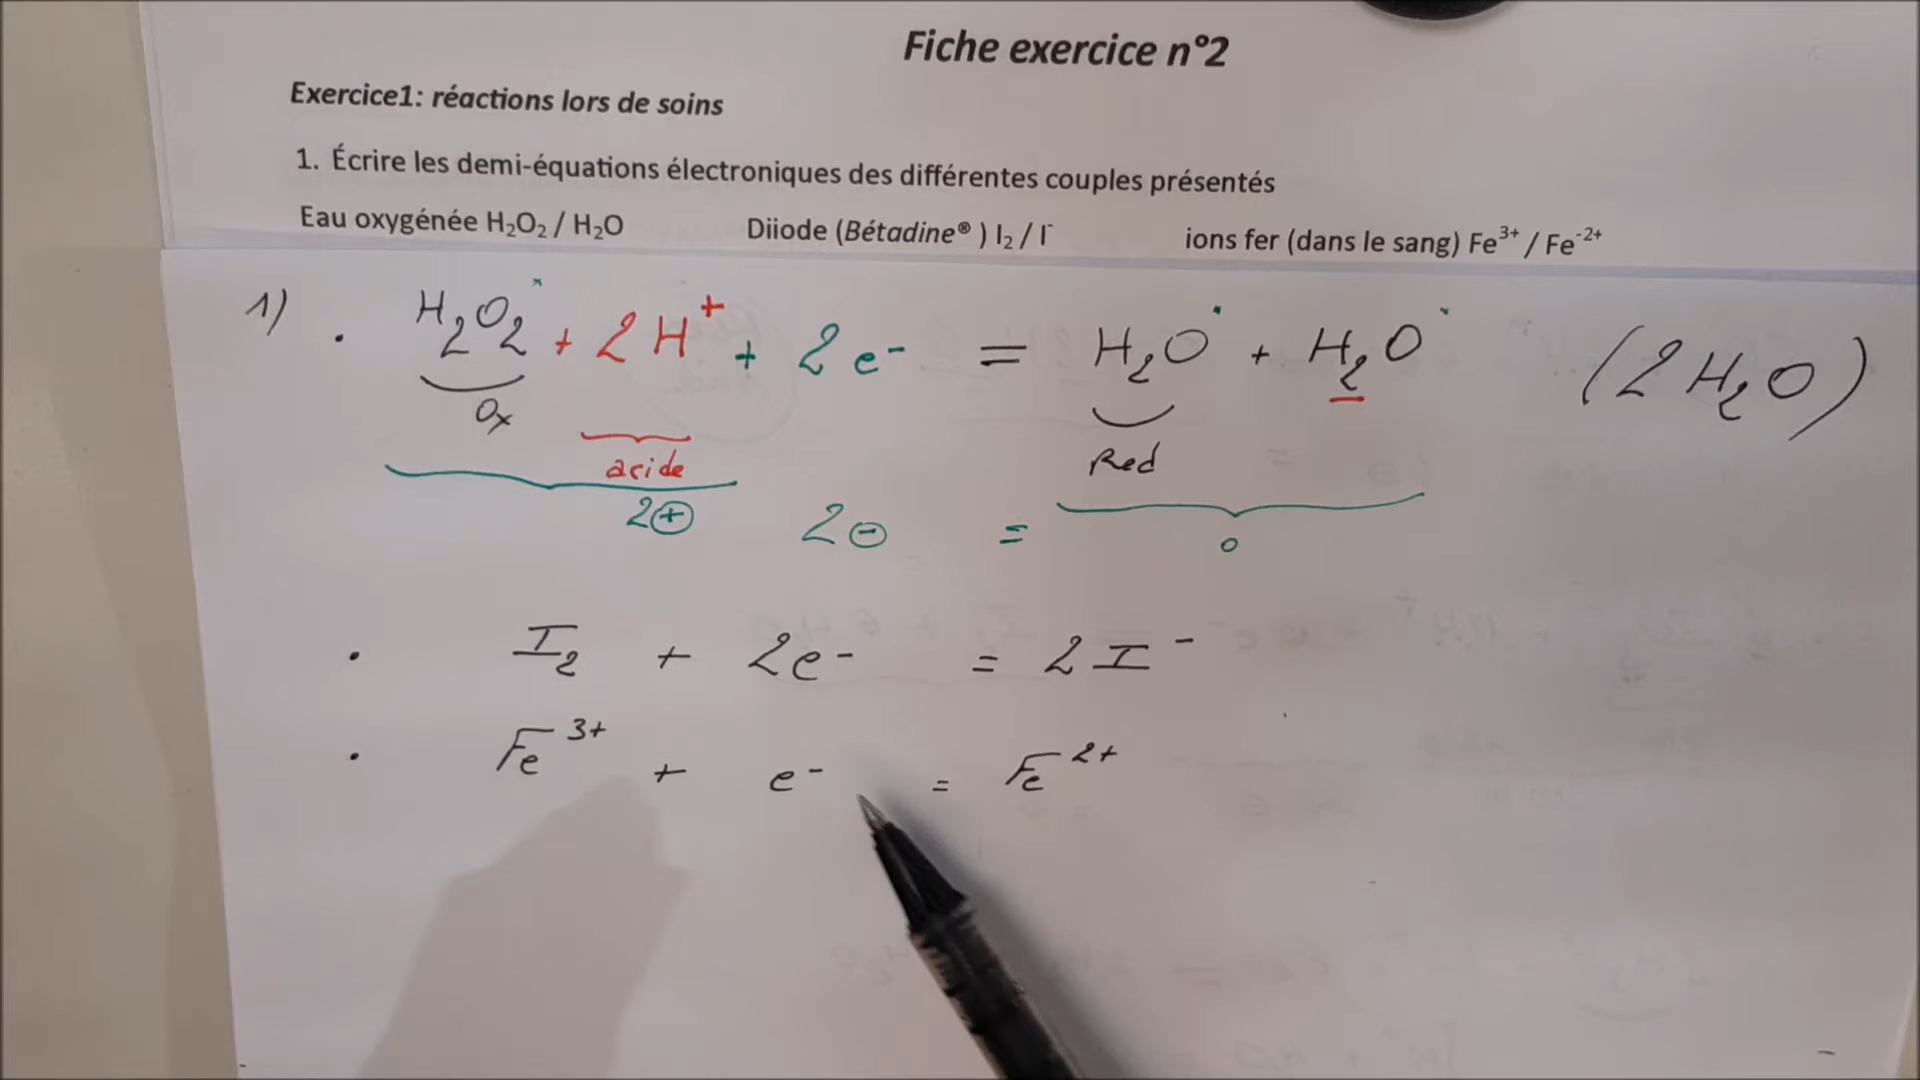 Fiche exercice n°2
Exercice1: réactions lors de soins
1. Écrire les demi-équations électroniques des différentes couples présentés
Eau oxygénée H₂O₂ / H₂O Diiode (Bétadine® ) I₂ / I⁻ ions fer (dans le sang) Fe³⁺ / Fe⁻²⁺
1) . H₂O₂ + 2H⁺ + 2e⁻ = H₂O + H₂O (2H₂O)
Ox acide Red
2⊕ 2⊖ = 0
. I₂ + 2e⁻ = 2I⁻
. Fe³⁺ + e⁻ = Fe²⁺